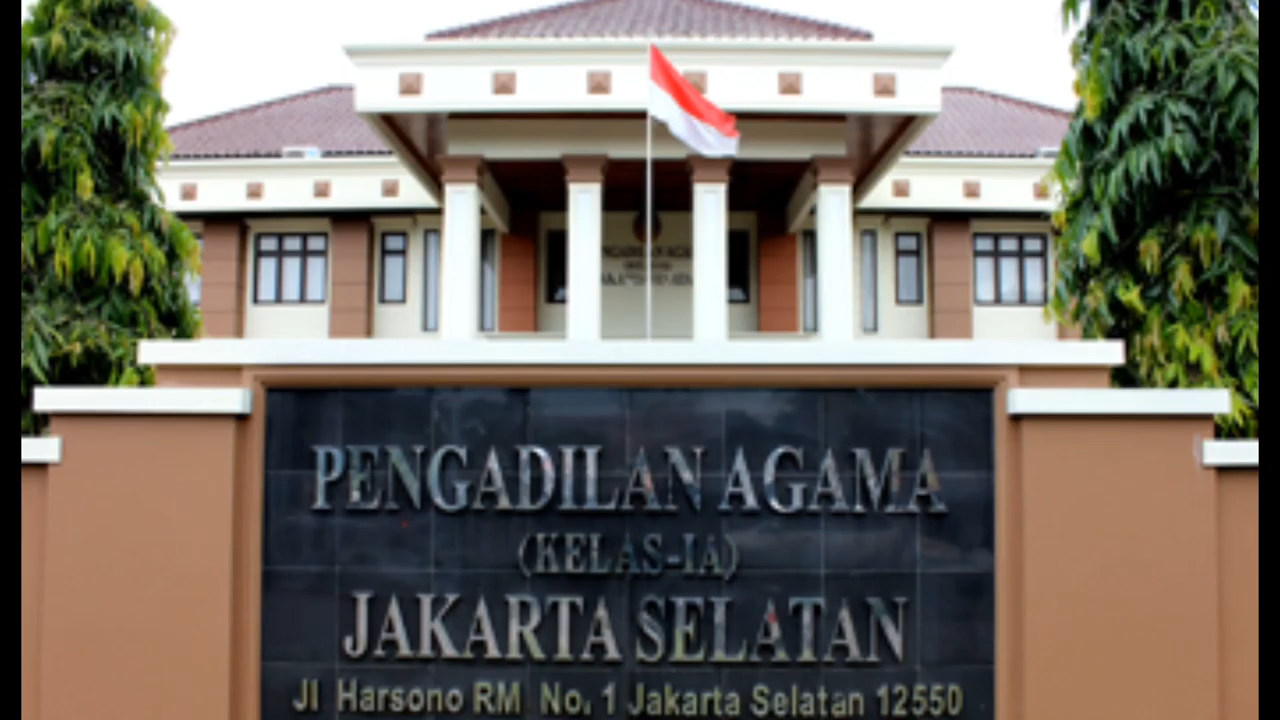 PENGADILAN AGAMA
(KELAS-IA)
JAKARTA SELATAN
Jl Harsono RM No. 1 Jakarta Selatan 12550